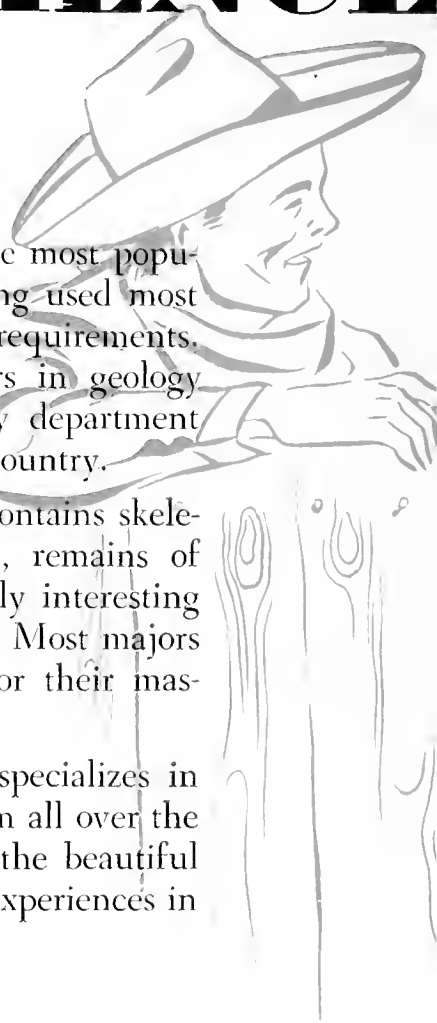 IENCE
c most popu-
ng used most
requirements.
rs in geology
y department
ountry.
ontains skele-
, remains of
ly interesting
Most majors
or their mas-
specializes in
n all over the
the beautiful
xperiences in